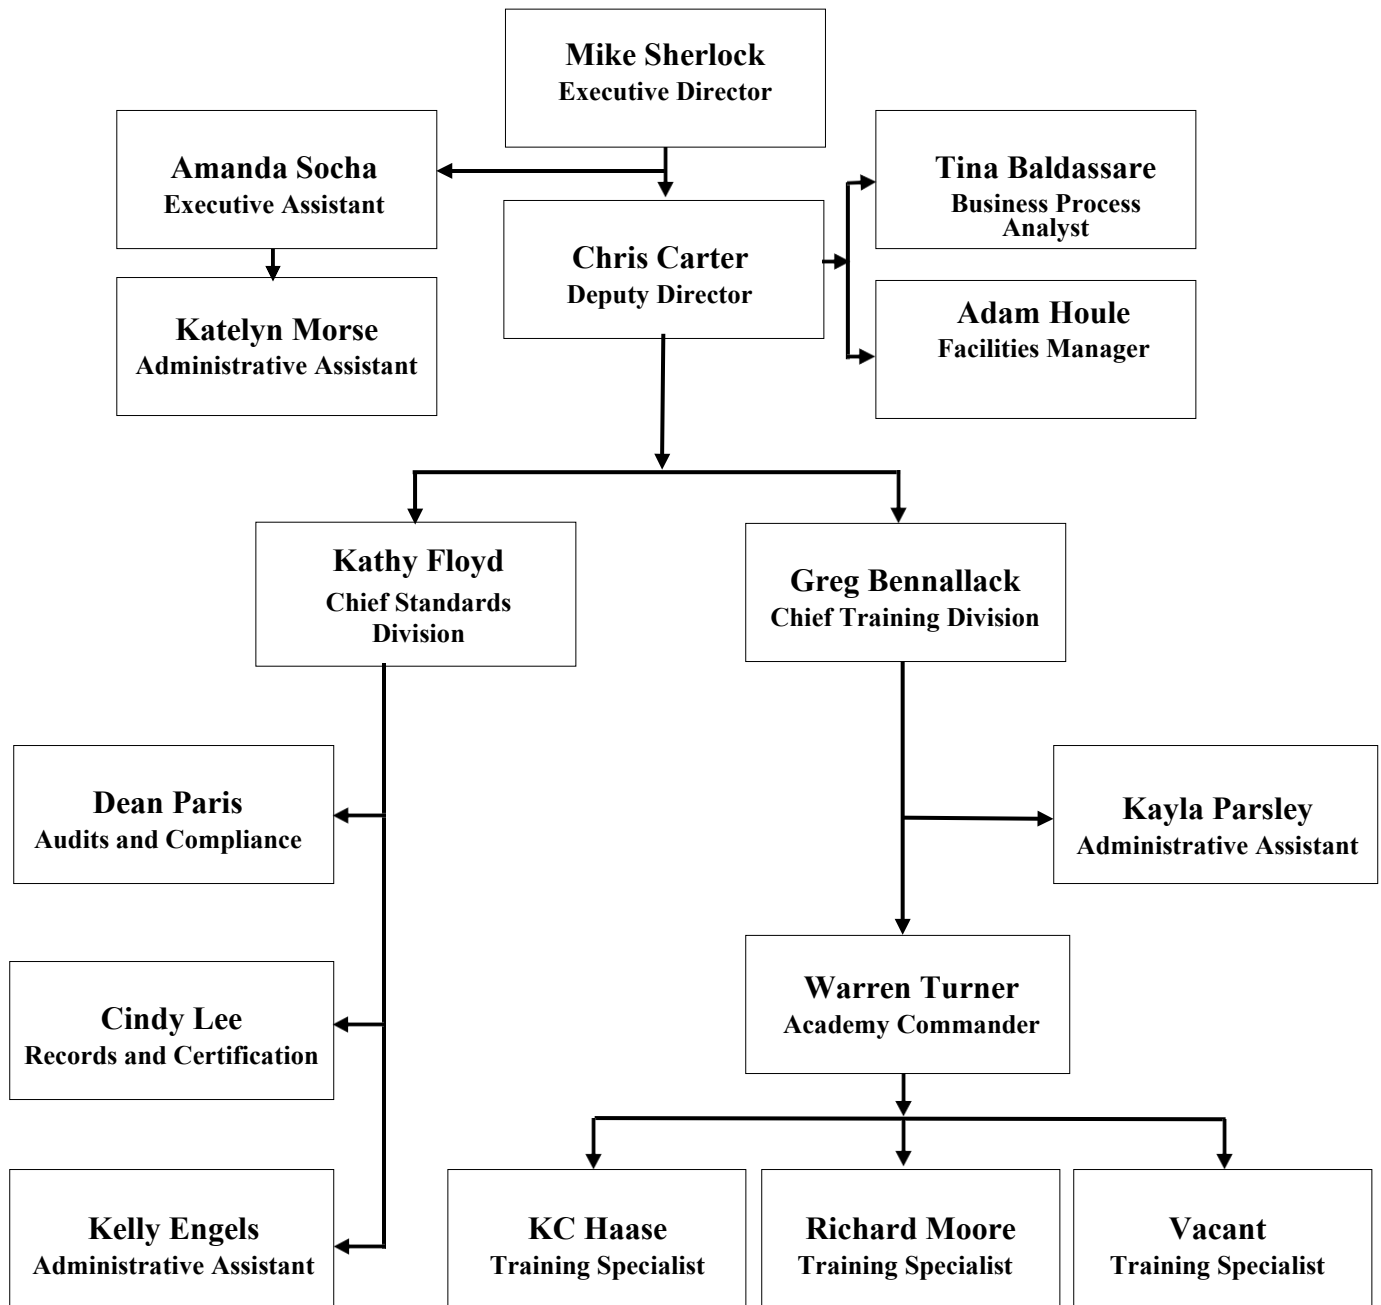 Mike Sherlock
Executive Director
Amanda Socha
Executive Assistant
Tina Baldassare
Business Process
Analyst
Chris Carter
Deputy Director
Katelyn Morse
Administrative Assistant
Adam Houle
Facilities Manager
Kathy Floyd
Chief Standards
Division
Greg Bennallack
Chief Training Division
Dean Paris
Audits and Compliance
Kayla Parsley
Administrative Assistant
Cindy Lee
Records and Certification
Warren Turner
Academy Commander
Kelly Engels
Administrative Assistant
KC Haase
Training Specialist
Richard Moore
Training Specialist
Vacant
Training Specialist